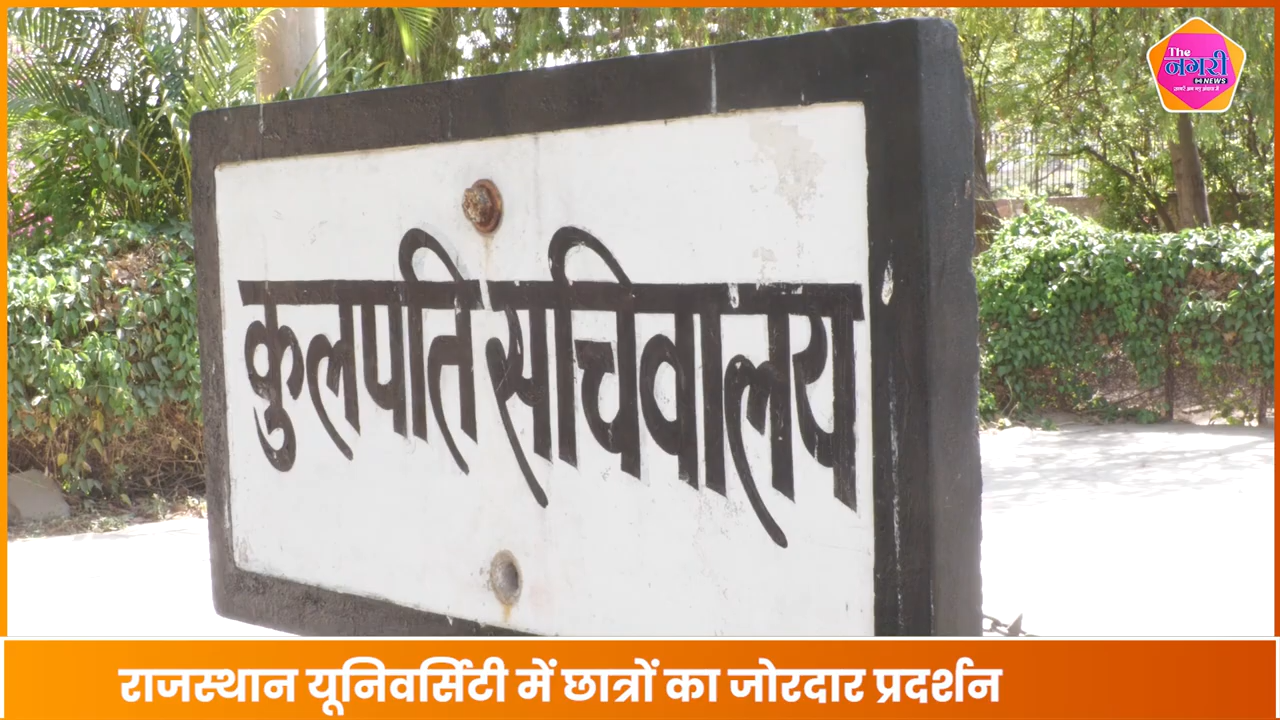 The
नगरी
NEWS
कुलपति सचिवालय
राजस्थान यूनिवर्सिटी में छात्रों का जोरदार प्रदर्शन